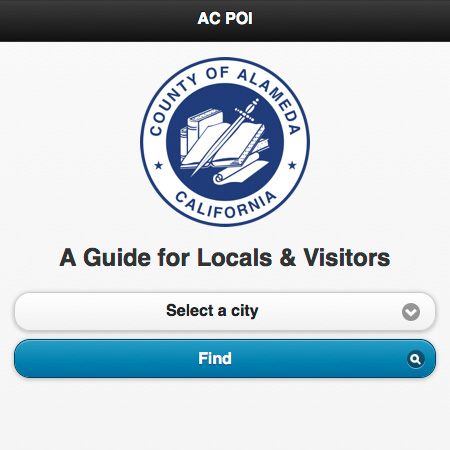 AC POI
COUNTY OF ALAMEDA
CALIFORNIA
A Guide for Locals & Visitors
Select a city
Find